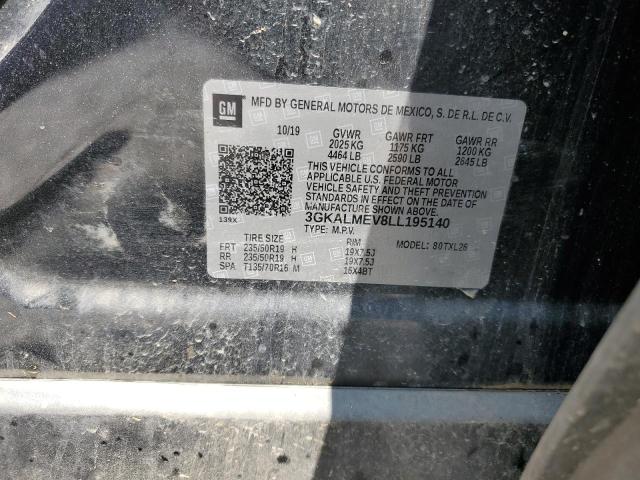 GM
MFD BY GENERAL MOTORS DE MEXICO, S. DE R.L. DE C.V.
10/19 GVWR GAWR FRT GAWR RR
2025 KG 1175 KG 1200 KG
4464 LB 2590 LB 2645 LB
THIS VEHICLE CONFORMS TO ALL
APPLICABLE U.S. FEDERAL MOTOR
VEHICLE SAFETY AND THEFT PREVENTION
STANDARDS IN EFFECT ON THE DATE OF
MANUFACTURE SHOWN ABOVE.
139X 3GKALMEV8LL195140
TYPE: M.P.V.
TIRE SIZE RIM MODEL: 80TXL26
FRT 235/50R19 H 19X7.5J
RR 235/50R19 H 19X7.5J
SPA T135/70R16 M 16X4BT